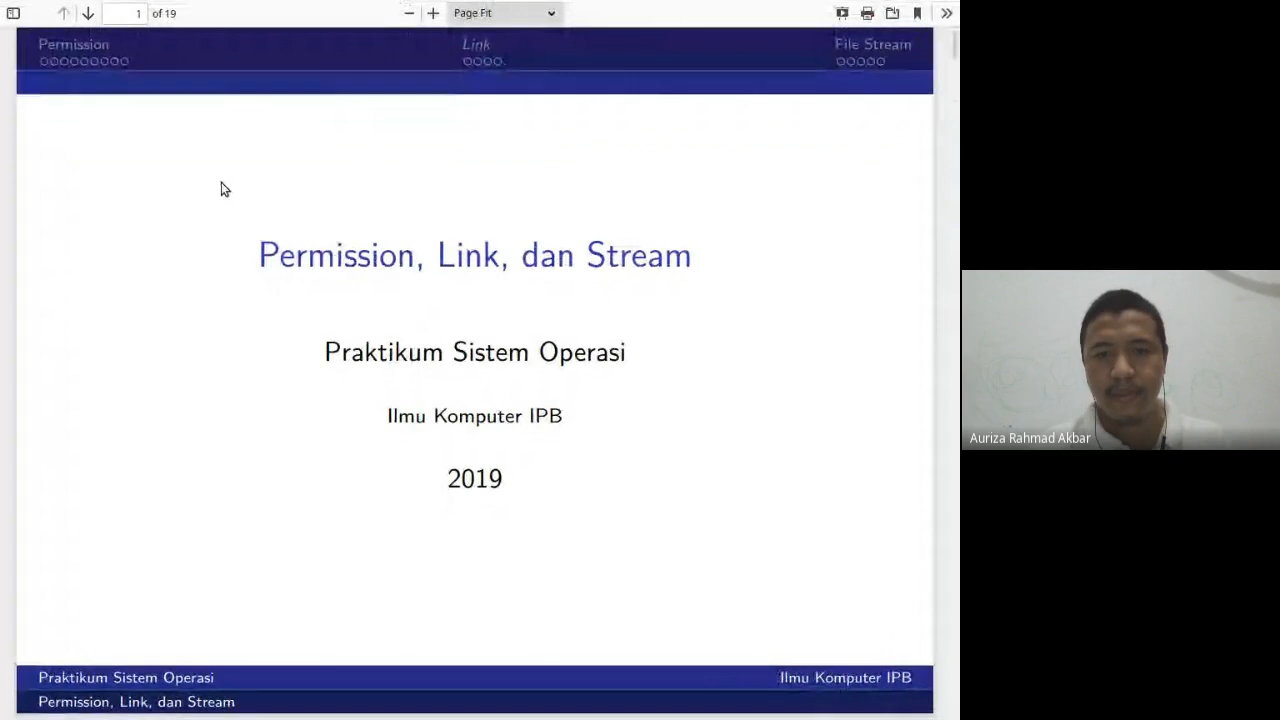 1 of 19
Page Fit
Permission
Link
File Stream
Permission, Link, dan Stream
Praktikum Sistem Operasi
Ilmu Komputer IPB
2019
Auriza Rahmad Akbar
Praktikum Sistem Operasi
Ilmu Komputer IPB
Permission, Link, dan Stream